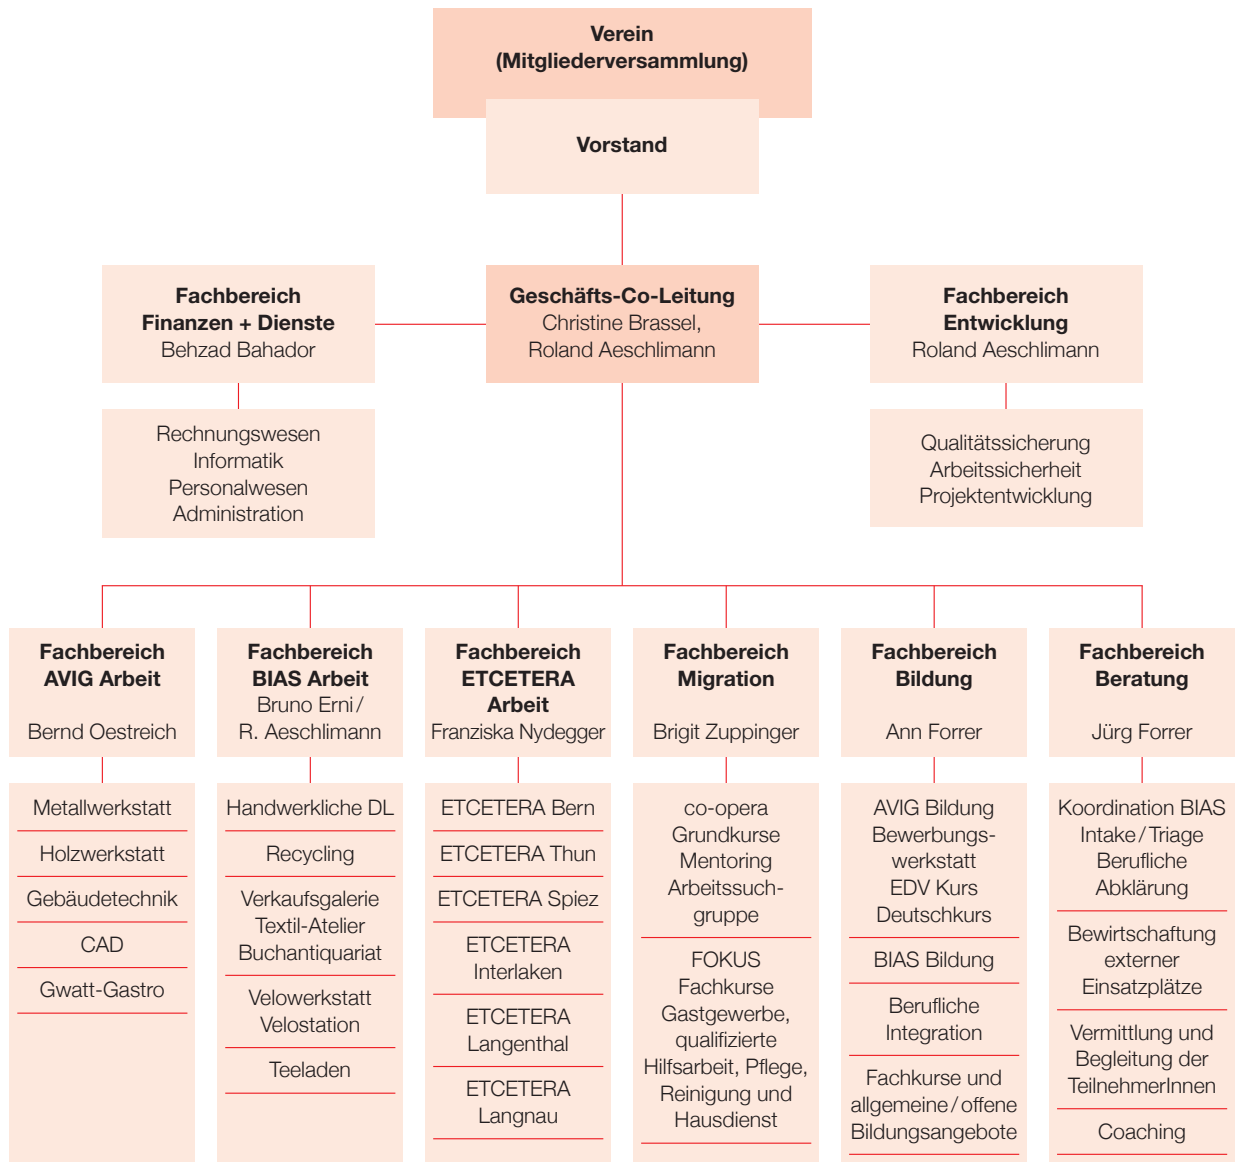 Verein
(Mitgliederversammlung)
Vorstand
Fachbereich
Finanzen + Dienste
Behzad Bahador
Geschäfts-Co-Leitung
Christine Brassel,
Roland Aeschlimann
Fachbereich
Entwicklung
Roland Aeschlimann
Rechnungswesen
Informatik
Personalwesen
Administration
Qualitätssicherung
Arbeitssicherheit
Projektentwicklung
Fachbereich
AVIG Arbeit
Bernd Oestreich
Metallwerkstatt
Holzwerkstatt
Gebäudetechnik
CAD
Gwatt-Gastro
Fachbereich
BIAS Arbeit
Bruno Erni/
R. Aeschlimann
Handwerkliche DL
Recycling
Verkaufsgalerie
Textil-Atelier
Buchantiquariat
Velowerkstatt
Velostation
Teeladen
Fachbereich
ETCETERA
Arbeit
Franziska Nydegger
ETCETERA Bern
ETCETERA Thun
ETCETERA Spiez
ETCETERA
Interlaken
ETCETERA
Langenthal
ETCETERA
Langnau
Fachbereich
Migration
Brigit Zuppinger
co-opera
Grundkurse
Mentoring
Arbeitssuch-
gruppe
FOKUS
Fachkurse
Gastgewerbe,
qualifizierte
Hilfsarbeit, Pflege,
Reinigung und
Hausdienst
Fachbereich
Bildung
Ann Forrer
AVIG Bildung
Bewerbungs-
werkstatt
EDV Kurs
Deutschkurs
BIAS Bildung
Berufliche
Integration
Fachkurse und
allgemeine/offene
Bildungsangebote
Fachbereich
Beratung
Jürg Forrer
Koordination BIAS
Intake/Triage
Berufliche
Abklärung
Bewirtschaftung
externer
Einsatzplätze
Vermittlung und
Begleitung der
TeilnehmerInnen
Coaching